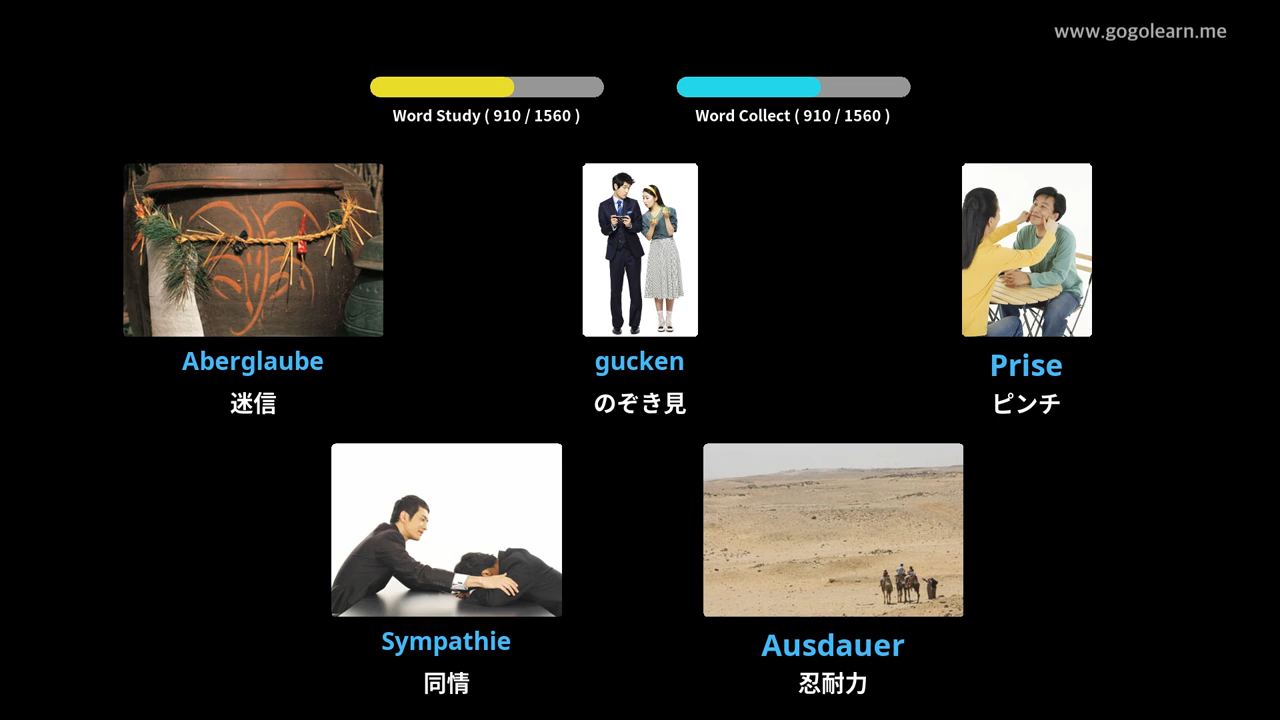 www.gogolearn.me
Word Study ( 910 / 1560 )
Word Collect ( 910 / 1560 )
Aberglaube
迷信
gucken
のぞき見
Prise
ピンチ
Sympathie
同情
Ausdauer
忍耐力